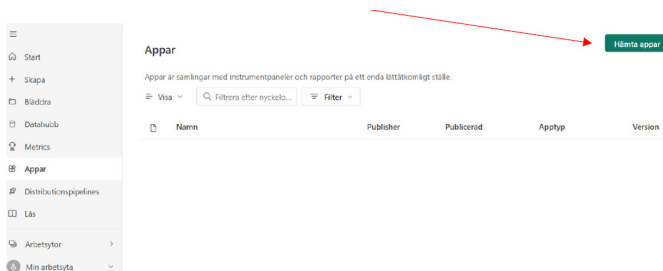 Start
Skapa
Bläddra
Datahubb
Metrics
Appar
Distributionspipelines
Läs
Arbetsytor
Min arbetsyta
Appar
Hämta appar
Appar är samlingar med instrumentpaneler och rapporter på ett enda lättåtkomligt ställe.
Visa
Filtrera efter nyckelo...
Filter
Namn Publisher Publicerad Apptyp Version